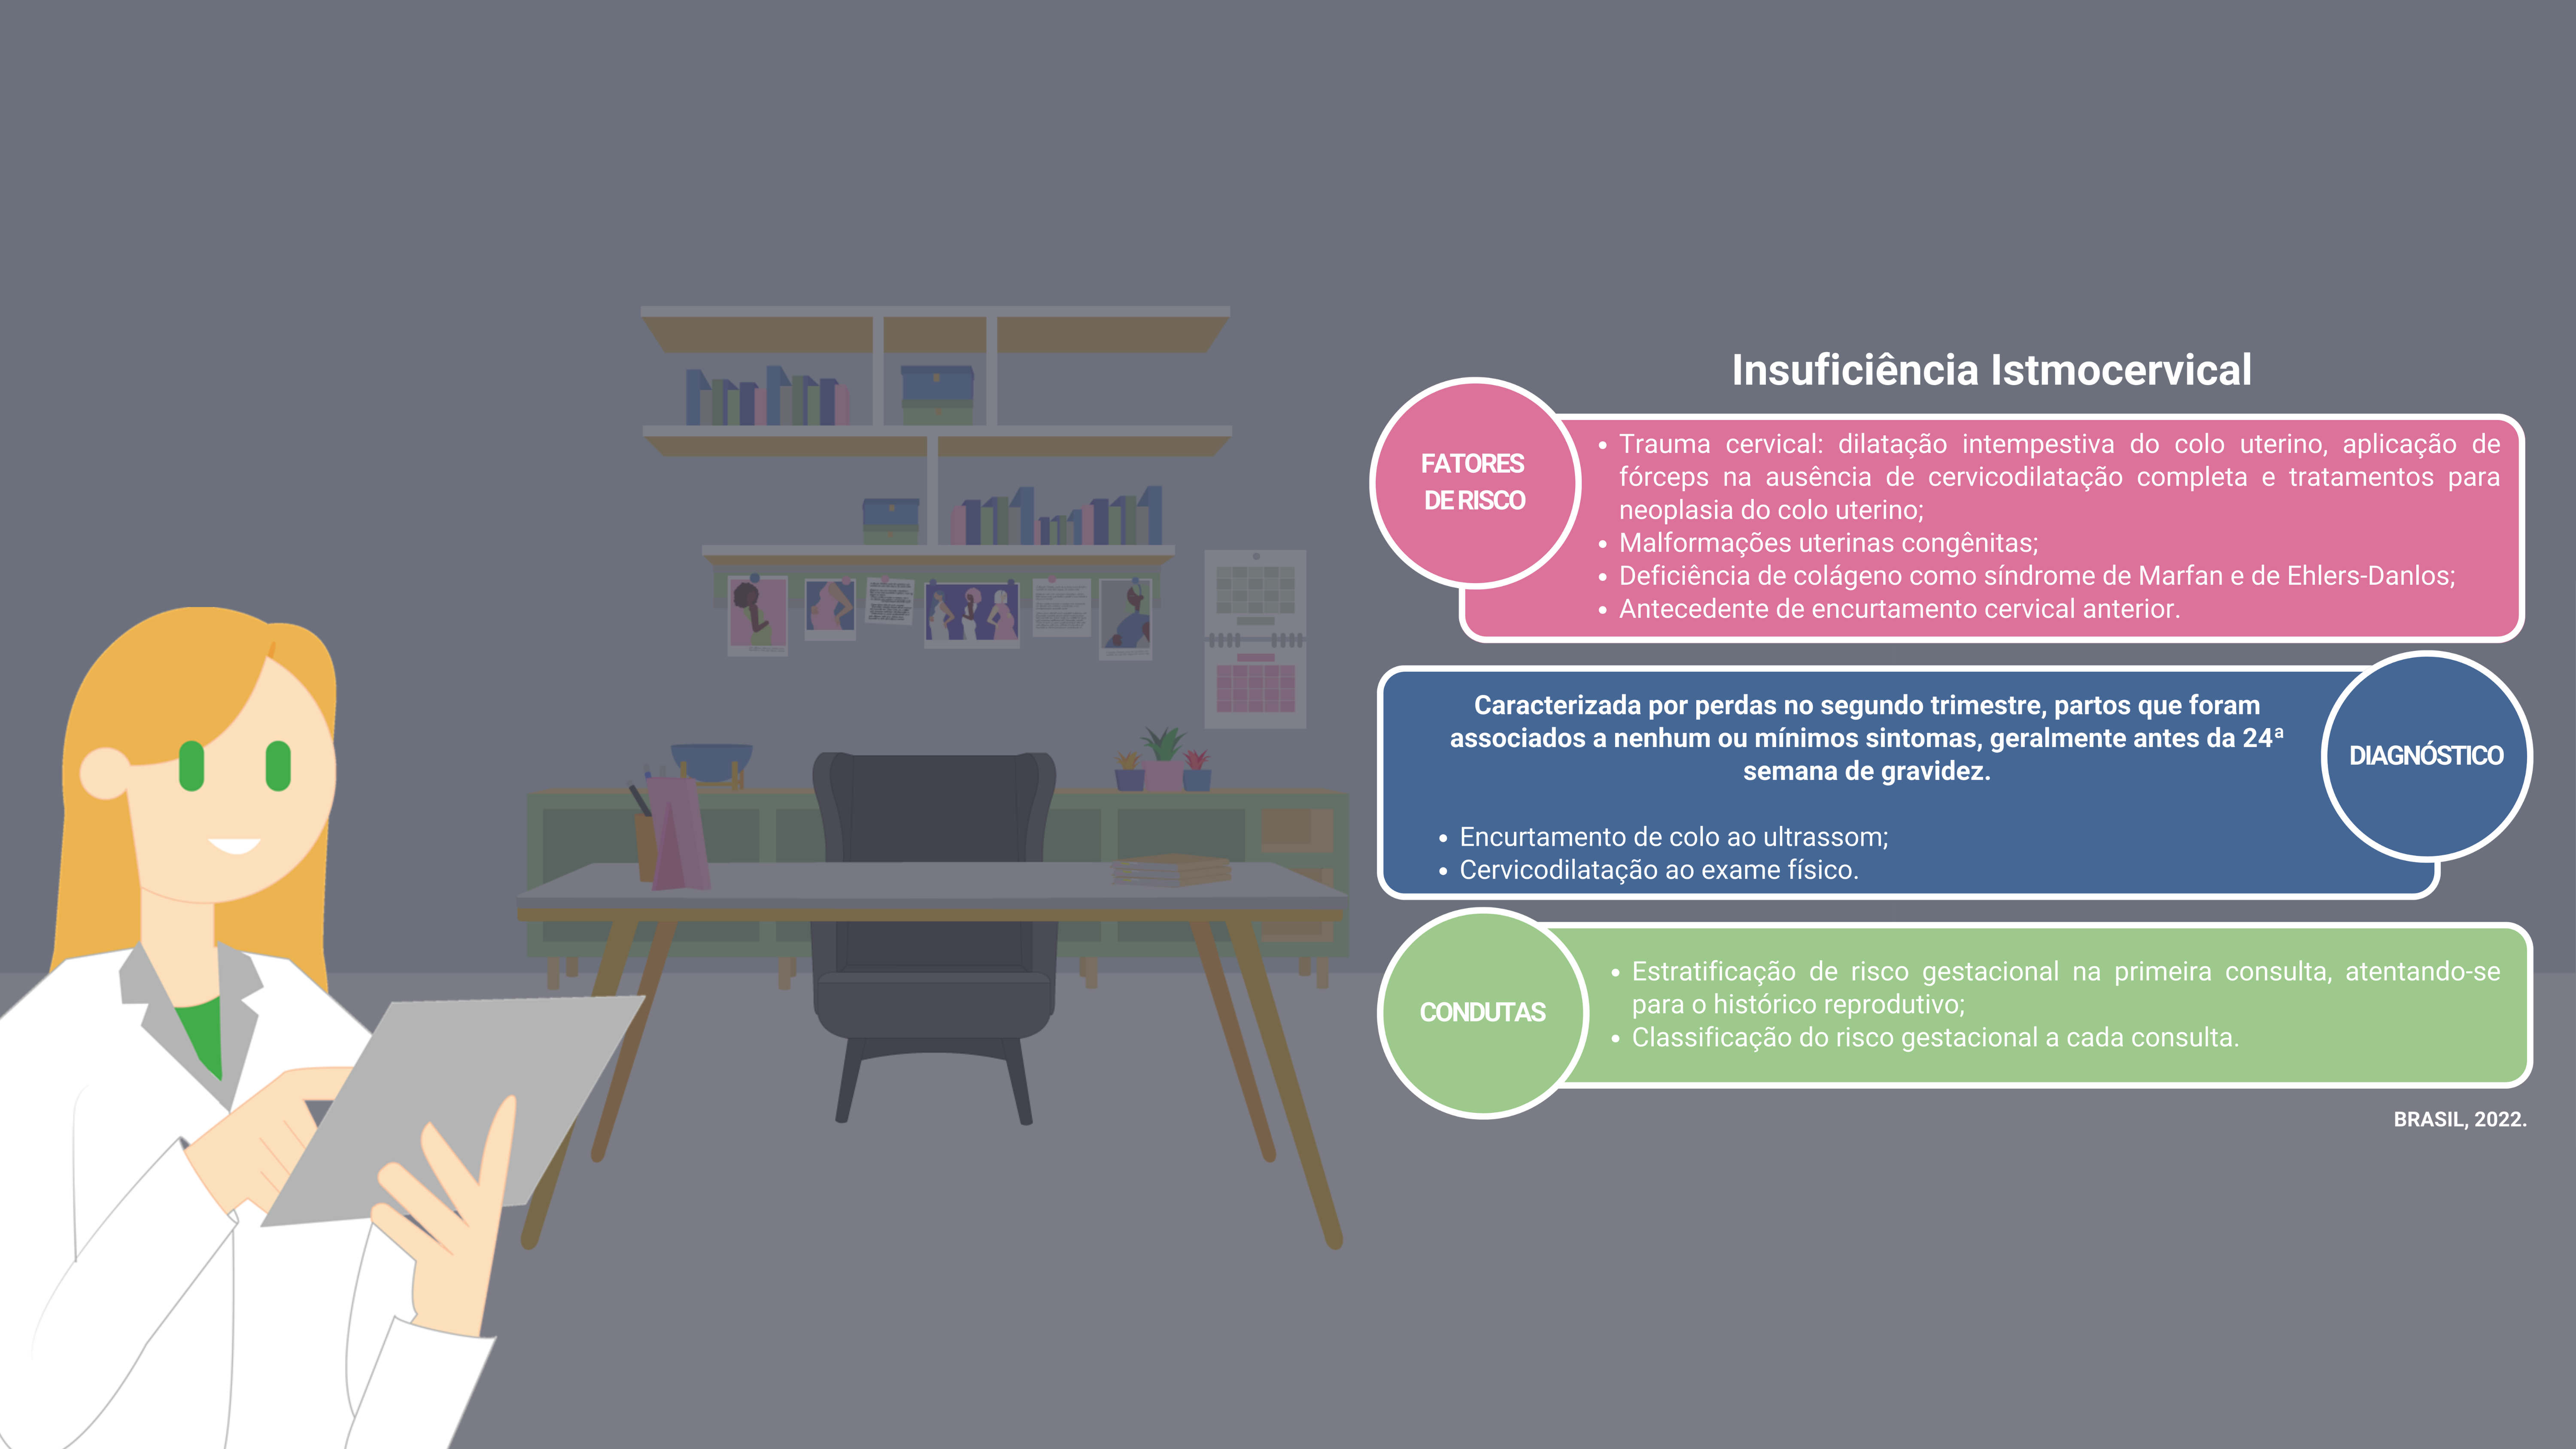 Insuficiência Istmocervical
FATORES
DE RISCO
• Trauma cervical: dilatação intempestiva do colo uterino, aplicação de
fórceps na ausência de cervicodilatação completa e tratamentos para
neoplasia do colo uterino;
• Malformações uterinas congênitas;
• Deficiência de colágeno como síndrome de Marfan e de Ehlers-Danlos;
• Antecedente de encurtamento cervical anterior.
Caracterizada por perdas no segundo trimestre, partos que foram
associados a nenhum ou mínimos sintomas, geralmente antes da 24ª
semana de gravidez.
• Encurtamento de colo ao ultrassom;
• Cervicodilatação ao exame físico.
DIAGNÓSTICO
CONDUTAS
• Estratificação de risco gestacional na primeira consulta, atentando-se
para o histórico reprodutivo;
• Classificação do risco gestacional a cada consulta.
BRASIL, 2022.